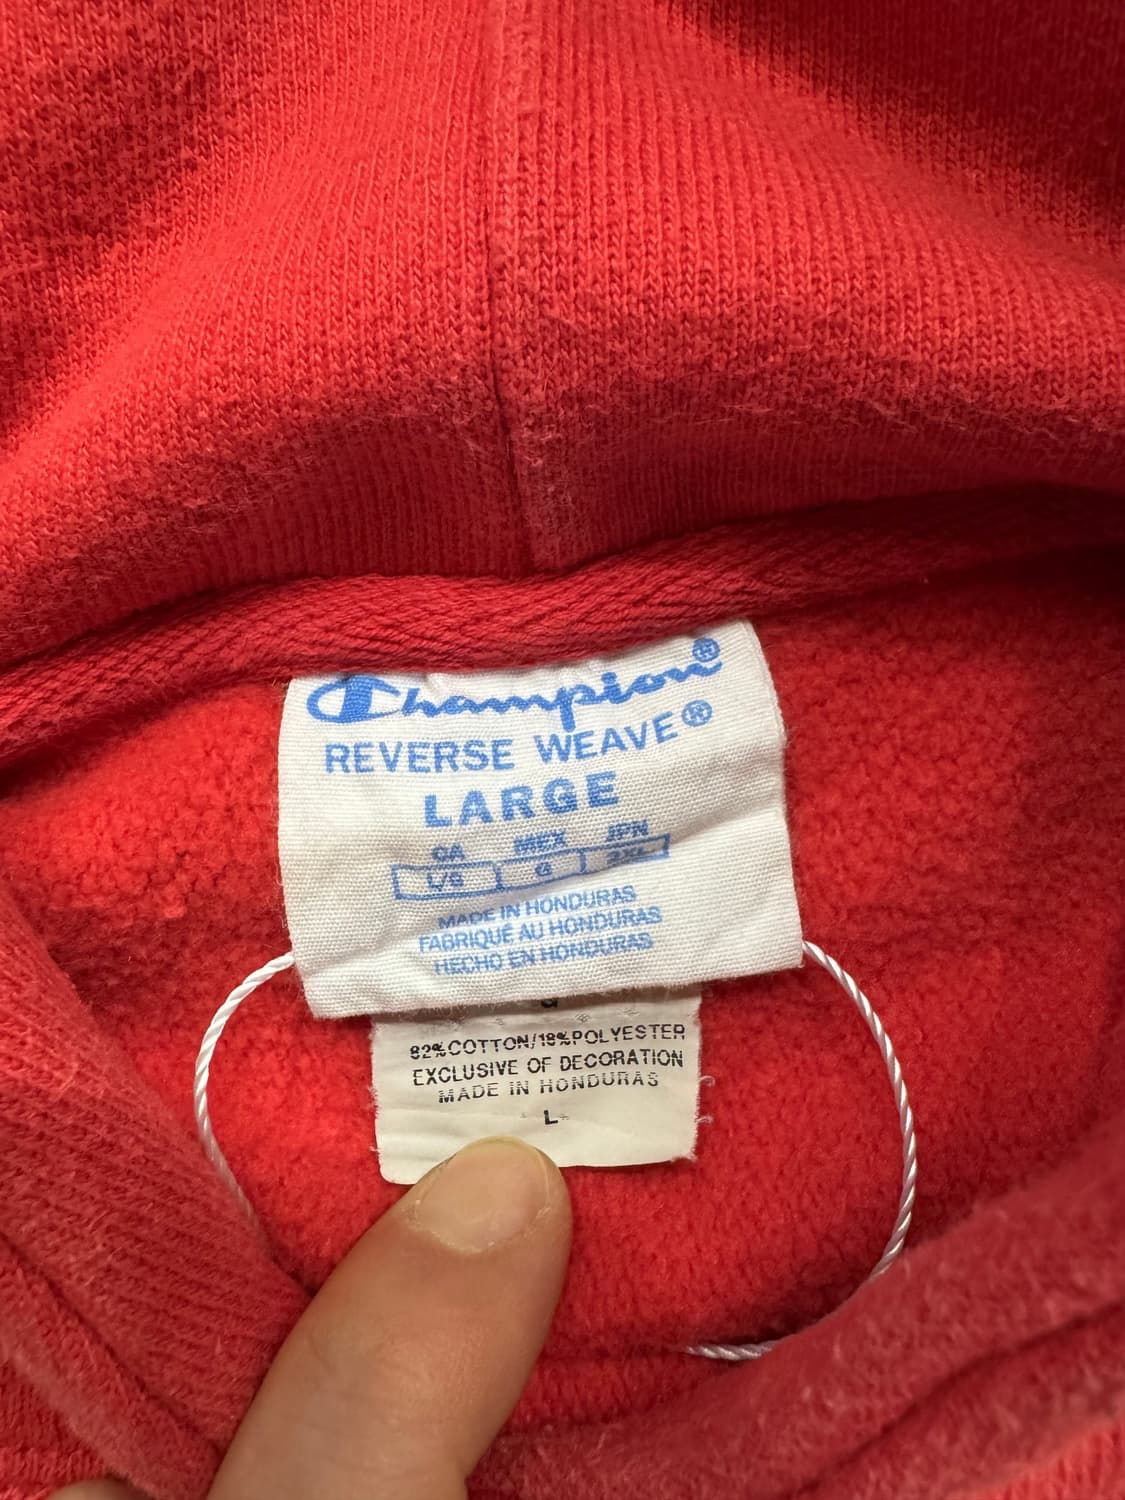 Champion®
REVERSE WEAVE®
LARGE
CA MEX JPN
L/G G 2XL
MADE IN HONDURAS
FABRIQUÉ AU HONDURAS
HECHO EN HONDURAS
82%COTTON/18%POLYESTER
EXCLUSIVE OF DECORATION
MADE IN HONDURAS
L